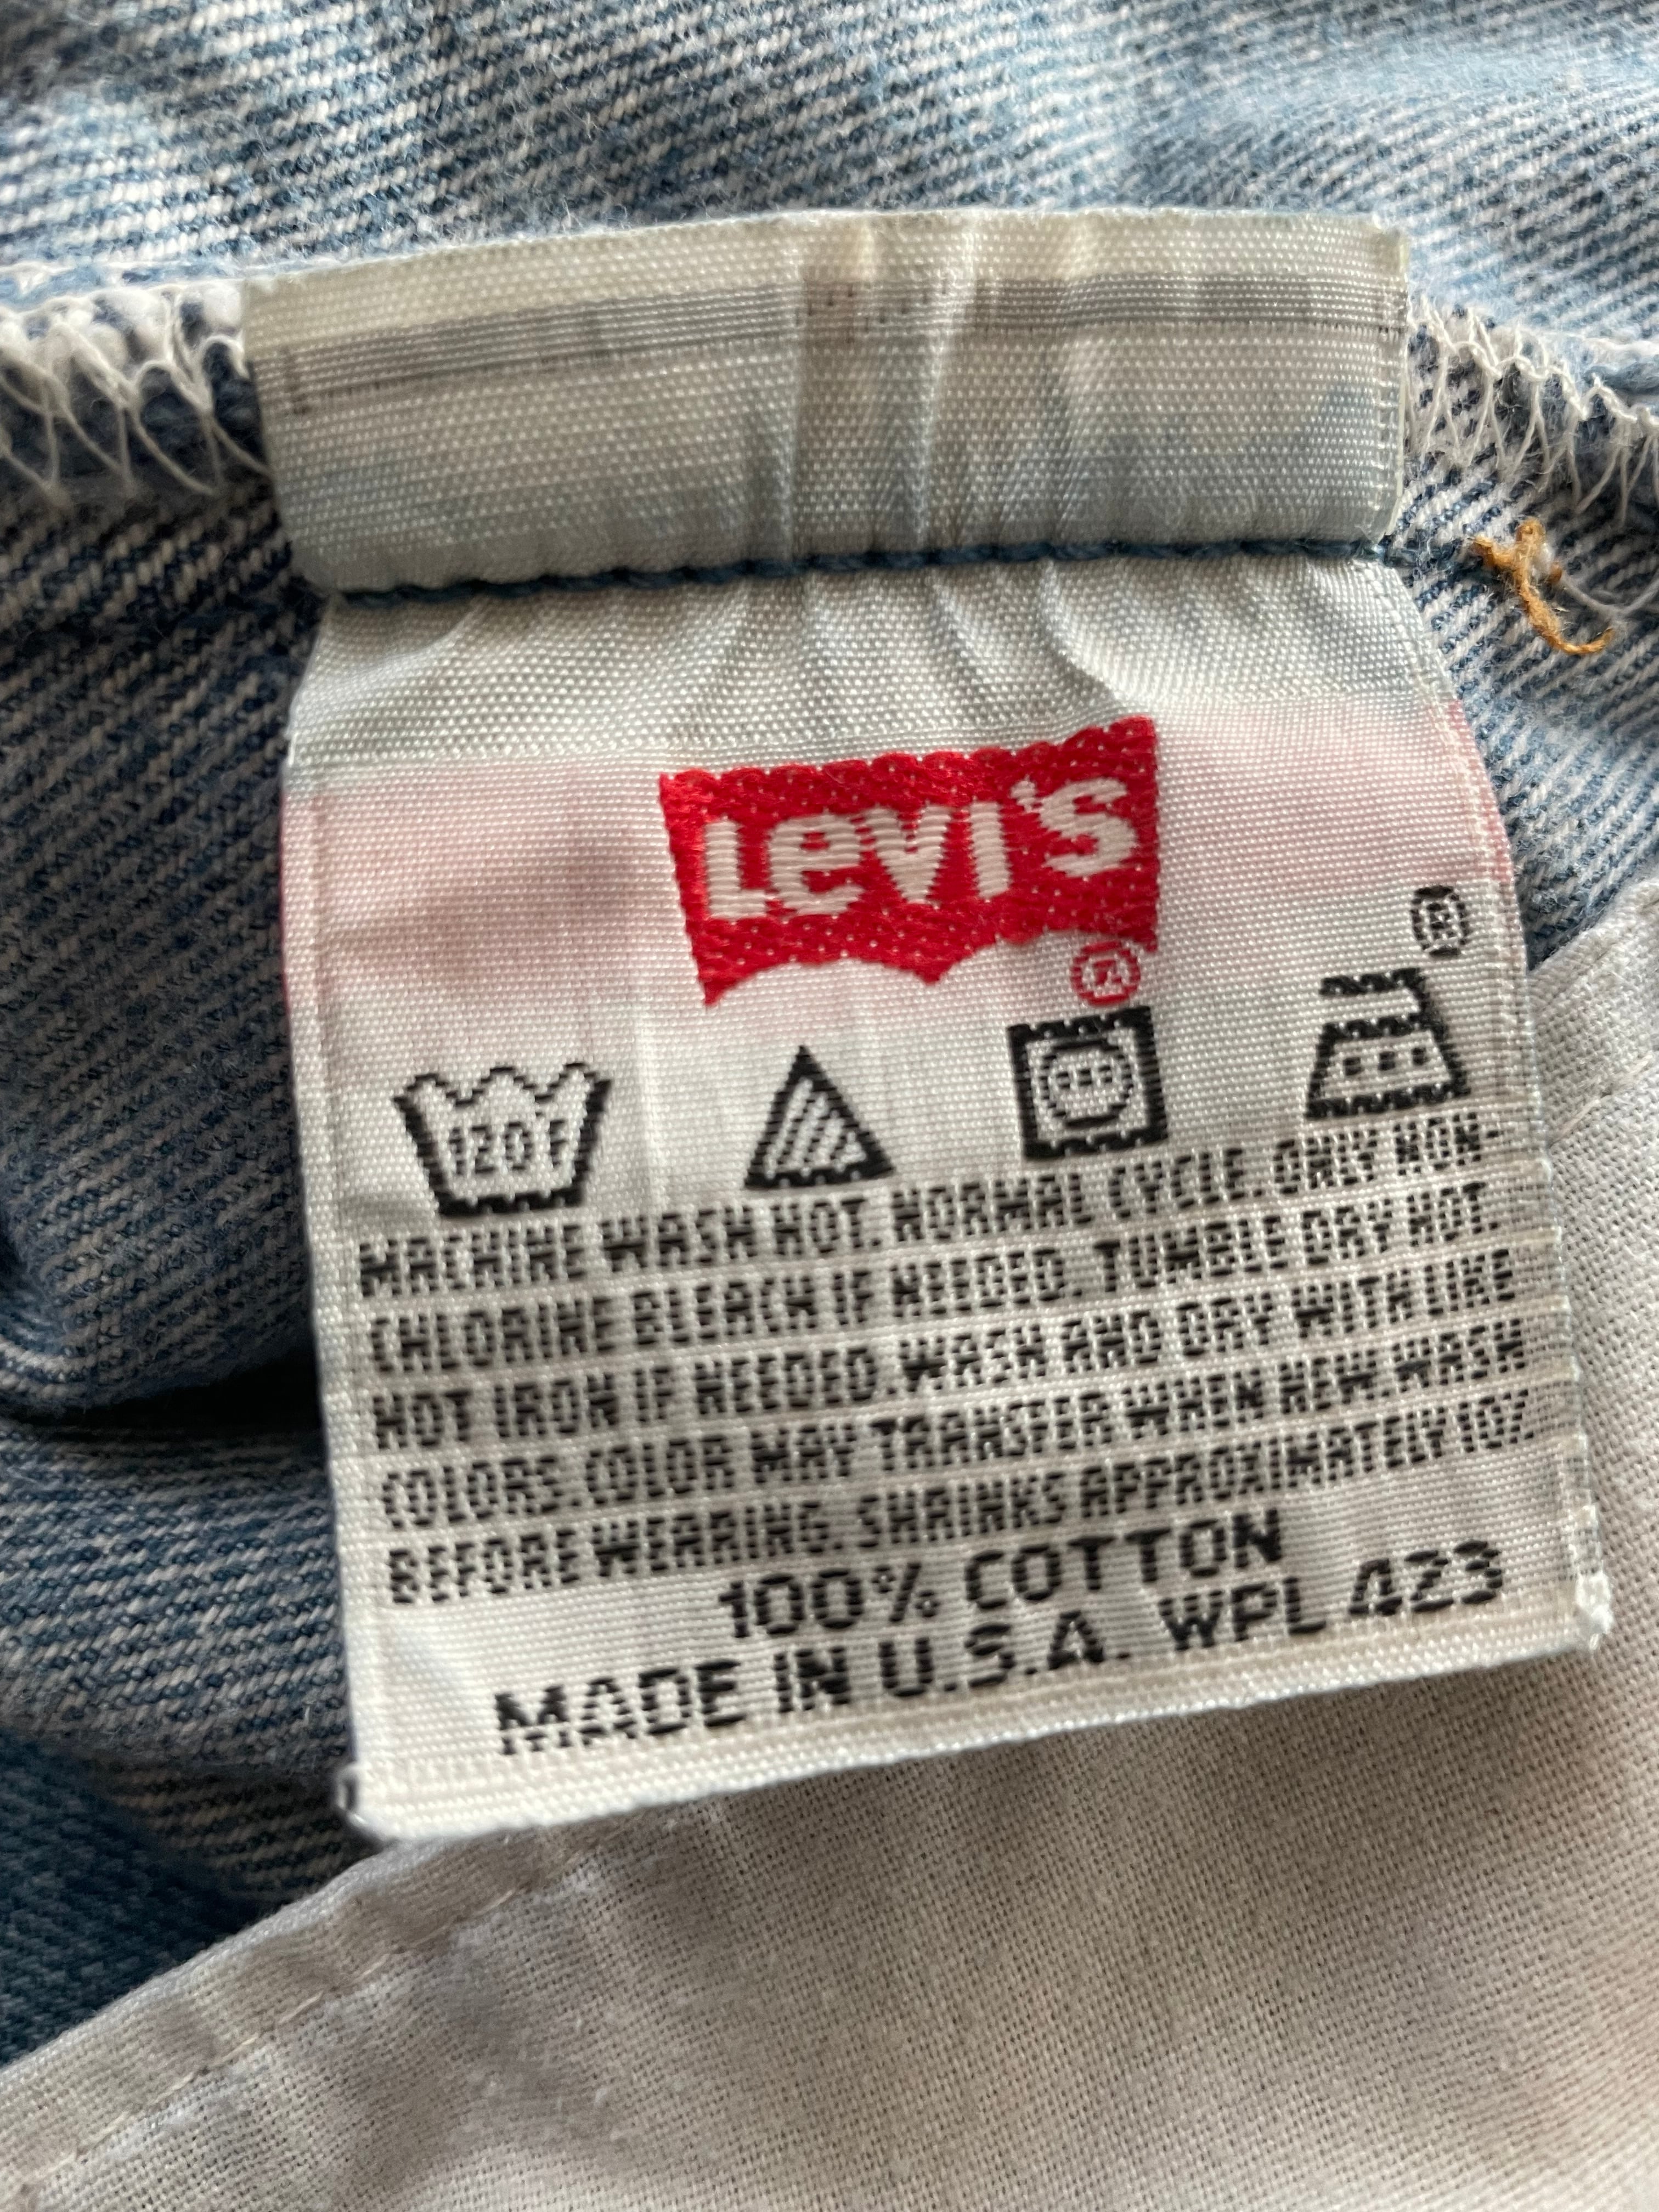 LEVI'S
®
®
120 F
MACHINE WASH HOT. NORMAL CYCLE. ONLY NON-
CHLORINE BLEACH IF NEEDED. TUMBLE DRY HOT.
HOT IRON IF NEEDED. WASH AND DRY WITH LIKE
COLORS. COLOR MAY TRANSFER WHEN NEW. WASH
BEFORE WEARING. SHRINKS APPROXIMATELY 10%
100% COTTON
MADE IN U.S.A. WPL 423